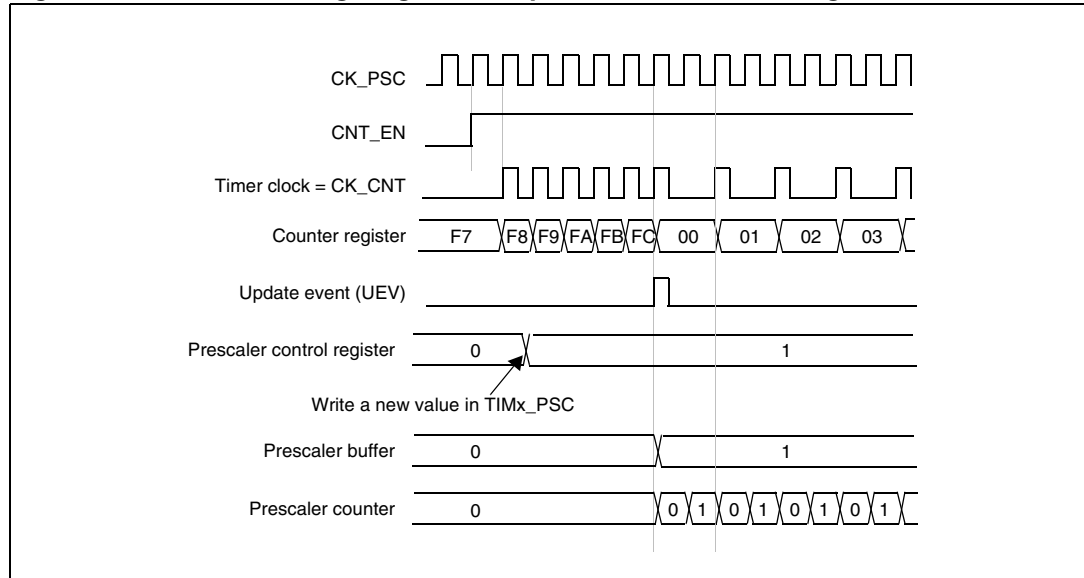 CK_PSC
CNT_EN
Timer clock = CK_CNT
Counter register F7 F8 F9 FA FB FC 00 01 02 03
Update event (UEV)
Prescaler control register 0 1
Write a new value in TIMx_PSC
Prescaler buffer 0 1
Prescaler counter 0 0 1 0 1 0 1 0 1